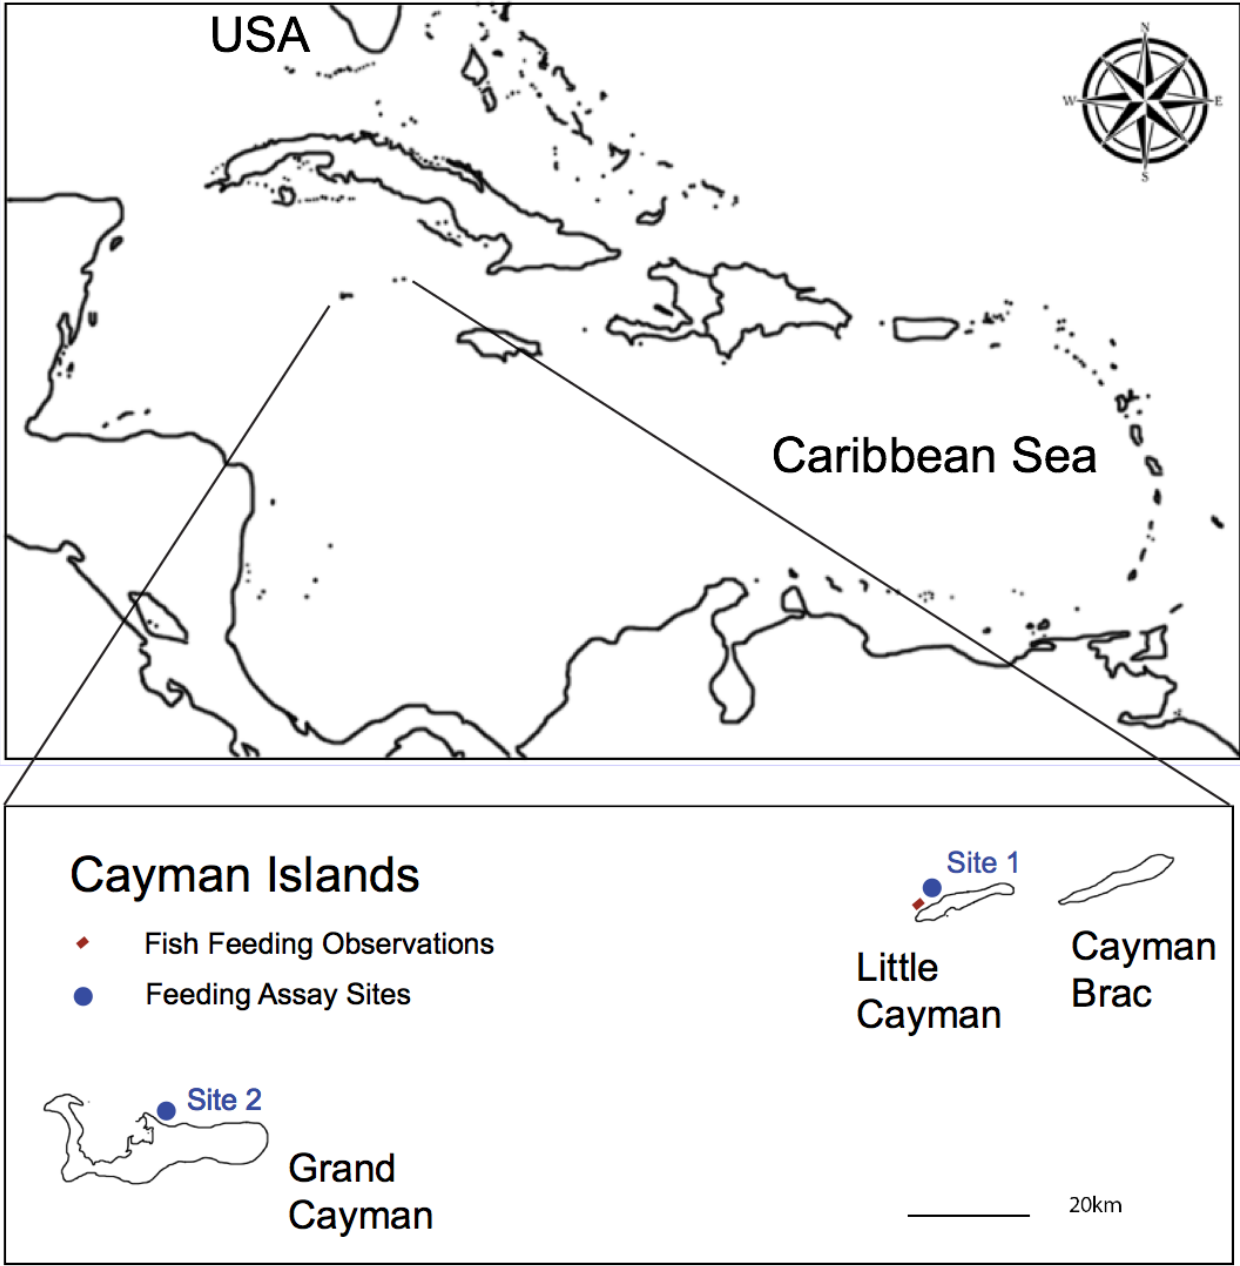 USA
N
W
E
S
Caribbean Sea
Cayman Islands
Fish Feeding Observations
Feeding Assay Sites
Site 1
Little
Cayman
Cayman
Brac
Site 2
Grand
Cayman
20km